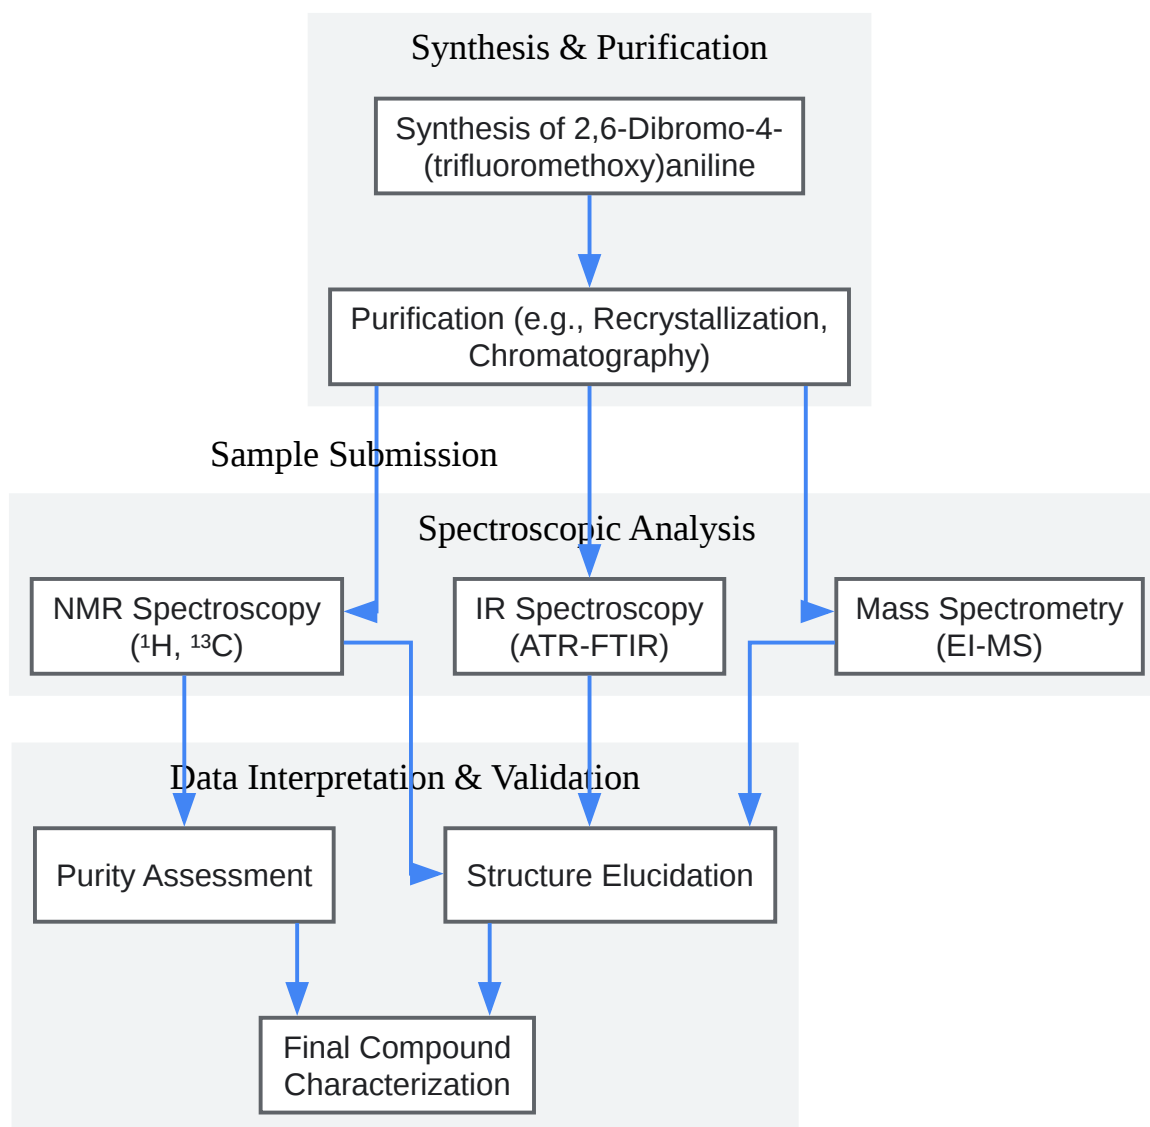 Synthesis & Purification
Synthesis of 2,6-Dibromo-4-
(trifluoromethoxy)aniline
Purification (e.g., Recrystallization,
Chromatography)
Sample Submission
Spectroscopic Analysis
NMR Spectroscopy
(¹H, ¹³C)
IR Spectroscopy
(ATR-FTIR)
Mass Spectrometry
(EI-MS)
Data Interpretation & Validation
Purity Assessment
Structure Elucidation
Final Compound
Characterization